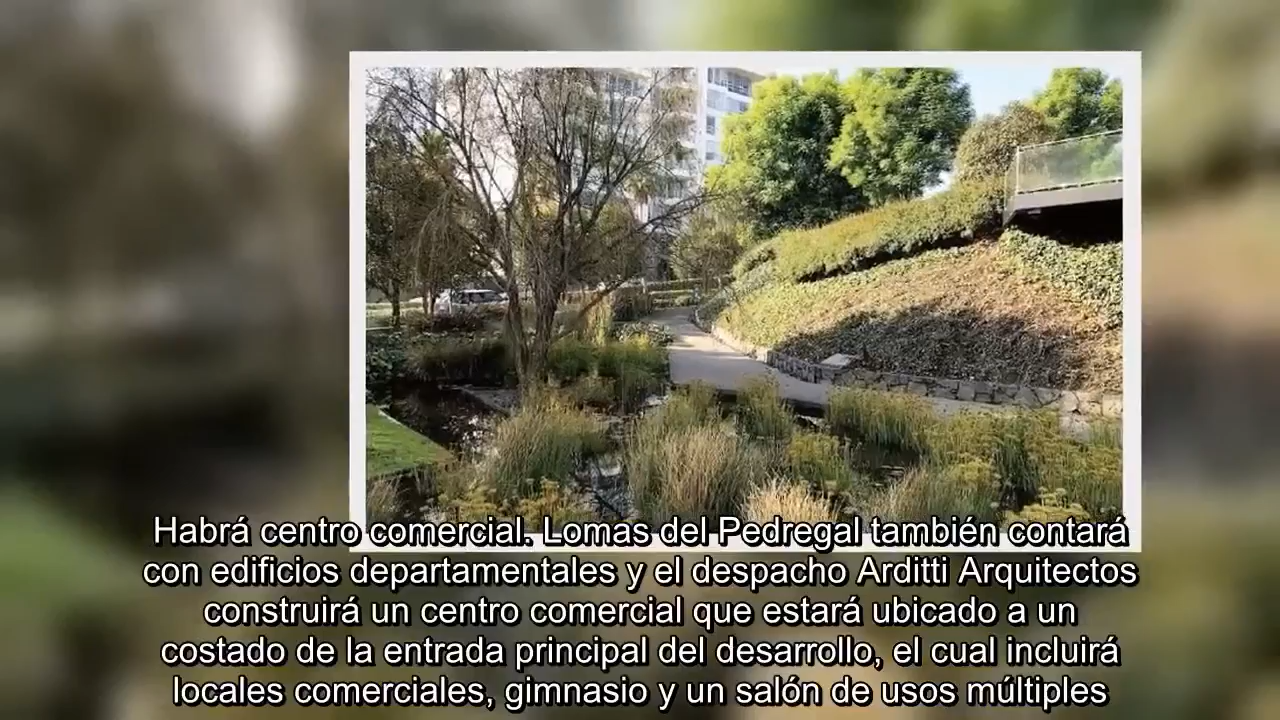 Habrá centro comercial. Lomas del Pedregal también contará
con edificios departamentales y el despacho Arditti Arquitectos
construirá un centro comercial que estará ubicado a un
costado de la entrada principal del desarrollo, el cual incluirá
locales comerciales, gimnasio y un salón de usos múltiples